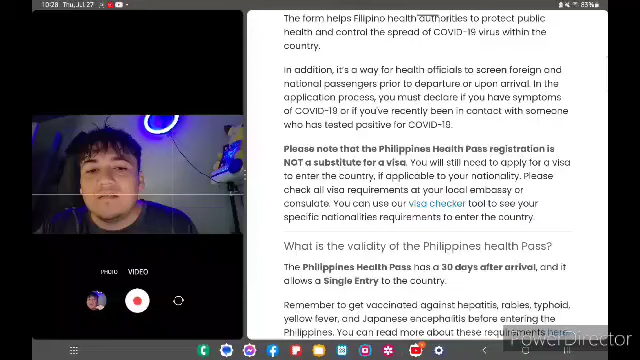 10:28 Thu, Jul 27
83%
The form helps Filipino health authorities to protect public
health and control the spread of COVID-19 virus within the
country.
In addition, it's a way for health officials to screen foreign and
national passengers prior to departure or upon arrival. In the
application process, you must declare if you have symptoms
of COVID-19 or if you've recently been in contact with someone
who has tested positive for COVID-19.
Please note that the Philippines Health Pass registration is
NOT a substitute for a visa. You will still need to apply for a visa
to enter the country, if applicable to your nationality. Please
check all visa requirements at your local embassy or
consulate. You can use our visa checker tool to see your
specific nationalities requirements to enter the country.
What is the validity of the Philippines health Pass?
The Philippines Health Pass has a 30 days after arrival, and it
allows a Single Entry to the country.
PHOTO VIDEO
Remember to get vaccinated against hepatitis, rabies, typhoid,
yellow fever, and Japanese encephalitis before entering the
Philippines. You can read more about these requirements here.
PowerDirector